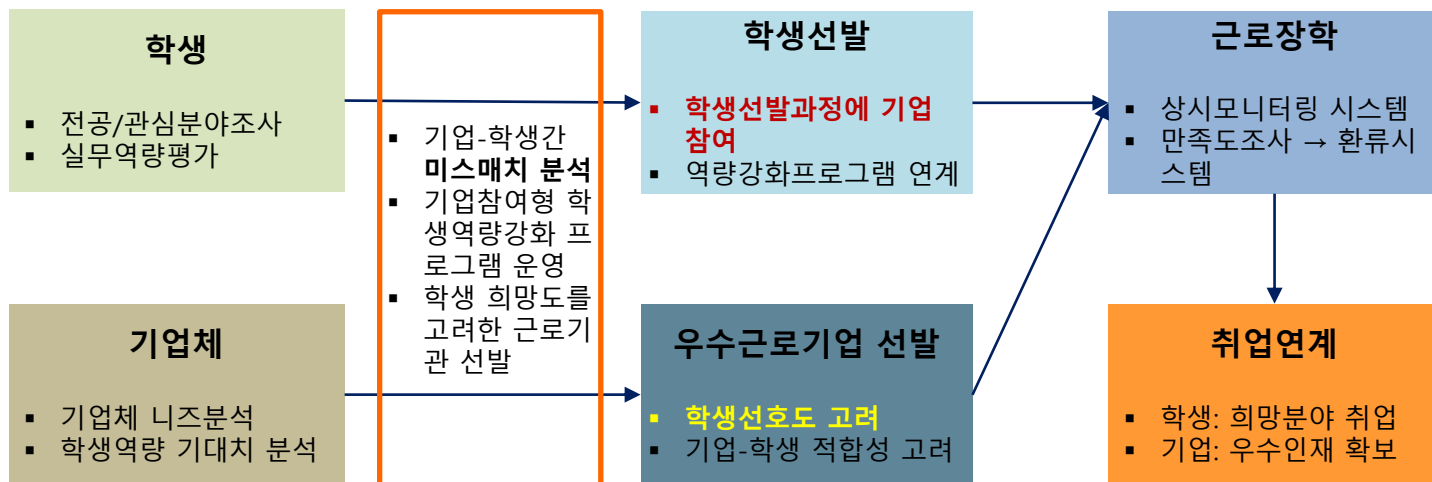 학생
▪ 전공/관심분야조사
▪ 실무역량평가
기업체
▪ 기업체 니즈분석
▪ 학생역량 기대치 분석
▪ 기업-학생간
미스매치 분석
▪ 기업참여형 학
생역량강화 프
로그램 운영
▪ 학생 희망도를
고려한 근로기
관 선발
학생선발
▪ 학생선발과정에 기업
참여
▪ 역량강화프로그램 연계
우수근로기업 선발
▪ 학생선호도 고려
▪ 기업-학생 적합성 고려
근로장학
▪ 상시모니터링 시스템
▪ 만족도조사 → 환류시
스템
취업연계
▪ 학생: 희망분야 취업
▪ 기업: 우수인재 확보